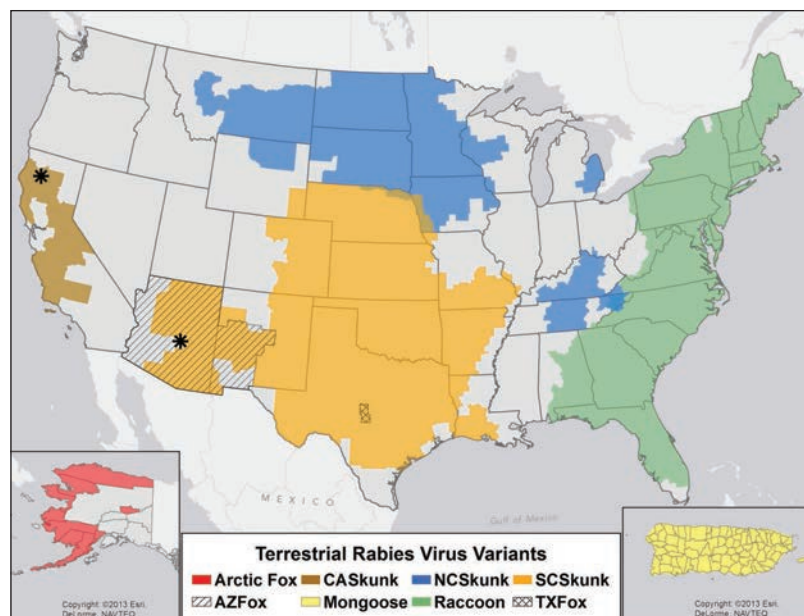 MEXICO
Gulf of Mexico
Copyright: ©2013 Esri.
DeLorme, NAVTEQ
Terrestrial Rabies Virus Variants
Arctic Fox CASkunk NCSkunk SCSkunk
AZFox Mongoose Raccoon TXFox
Copyright: ©2013 Esri,
DeLorme, NAVTEQ